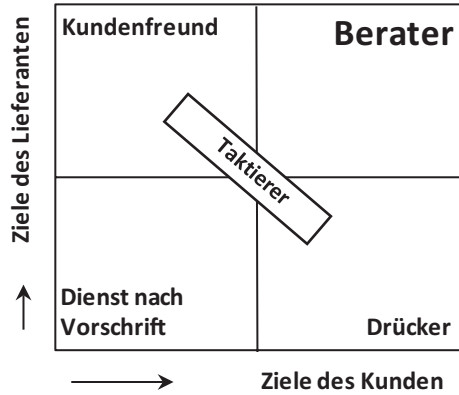 Kundenfreund
Berater
Taktierer
Dienst nach
Vorschrift
Drücker
Ziele des Lieferanten
Ziele des Kunden